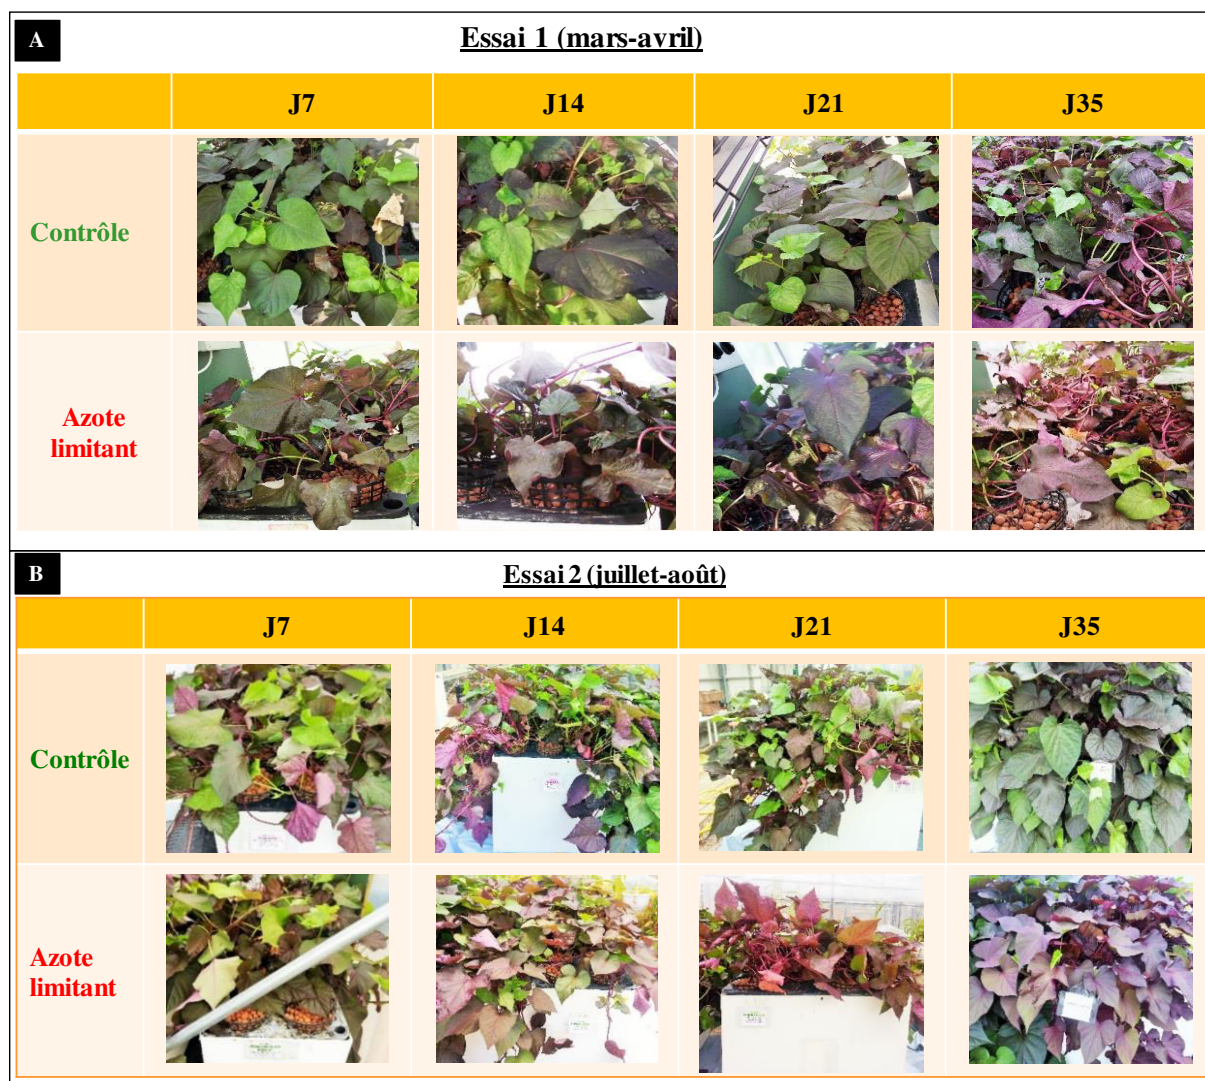 A
Essai 1 (mars-avril)
J7 J14 J21 J35
Contrôle
Azote
limitant
B
Essai 2 (juillet-août)
J7 J14 J21 J35
Contrôle
Azote
limitant